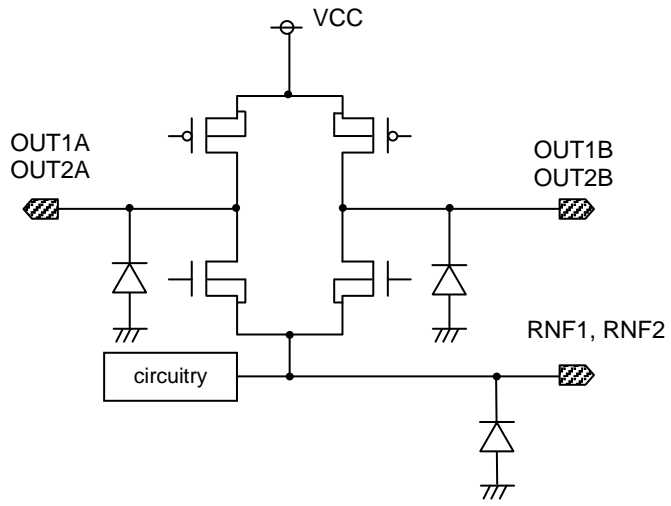 VCC
OUT1A
OUT2A
OUT1B
OUT2B
RNF1, RNF2
circuitry